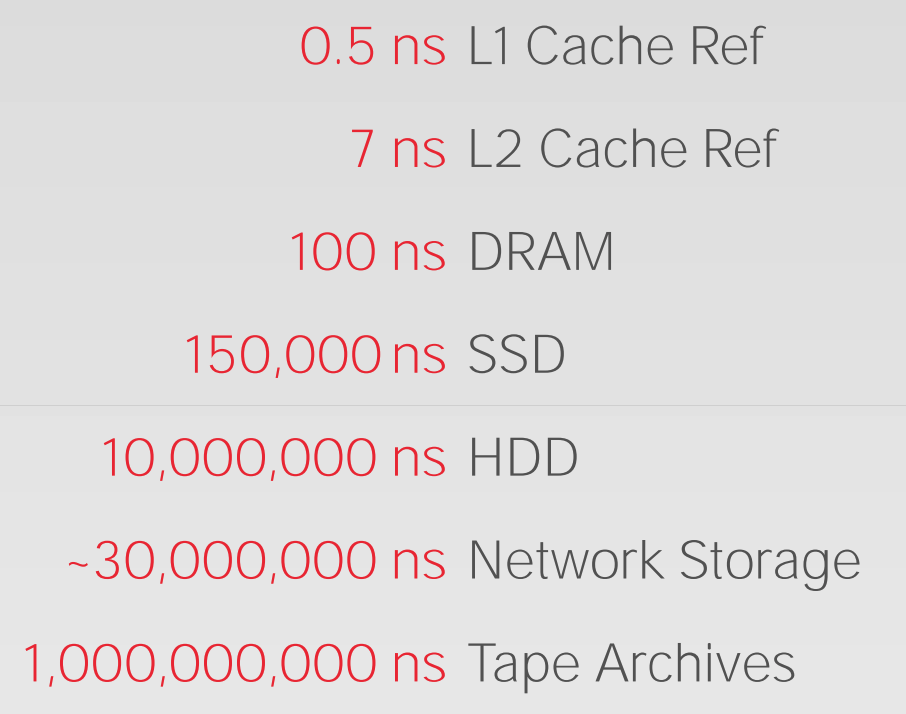 0.5 ns L1 Cache Ref
7 ns L2 Cache Ref
100 ns DRAM
150,000 ns SSD
10,000,000 ns HDD
~30,000,000 ns Network Storage
1,000,000,000 ns Tape Archives